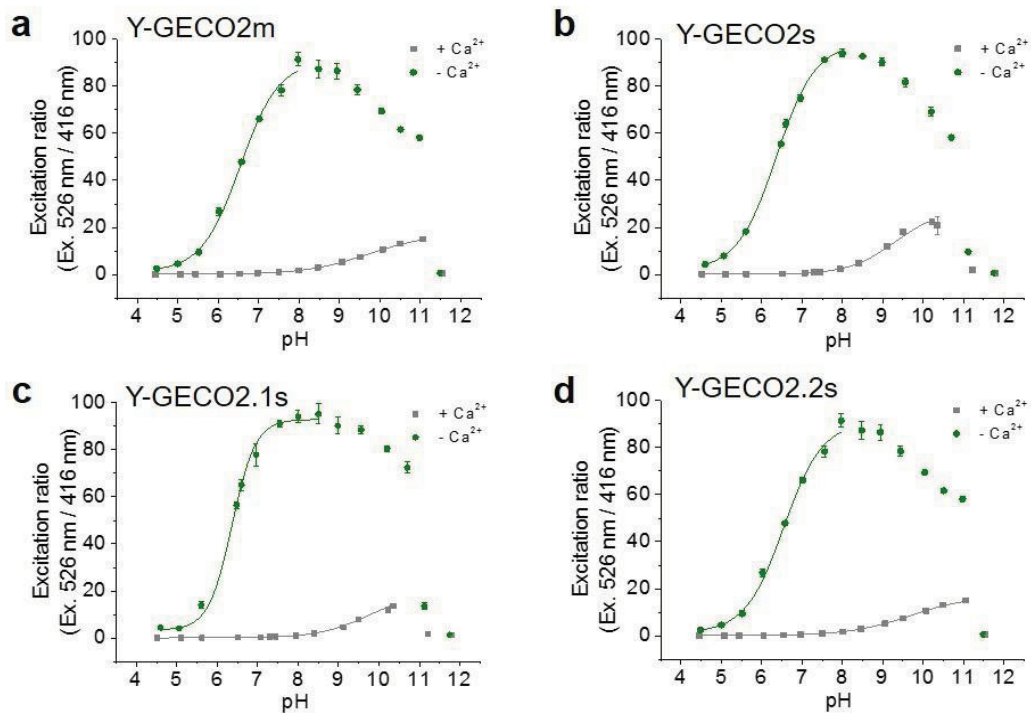 a
Y-GECO2m
+ Ca²⁺
- Ca²⁺
100
80
60
40
20
0
Excitation ratio
(Ex. 526 nm / 416 nm)
4 5 6 7 8 9 10 11 12
pH
b
Y-GECO2s
+ Ca²⁺
- Ca²⁺
100
80
60
40
20
0
Excitation ratio
(Ex. 526 nm / 416 nm)
4 5 6 7 8 9 10 11 12
pH
c
Y-GECO2.1s
+ Ca²⁺
- Ca²⁺
100
80
60
40
20
0
Excitation ratio
(Ex. 526 nm / 416 nm)
4 5 6 7 8 9 10 11 12
pH
d
Y-GECO2.2s
+ Ca²⁺
- Ca²⁺
100
80
60
40
20
0
Excitation ratio
(Ex. 526 nm / 416 nm)
4 5 6 7 8 9 10 11 12
pH